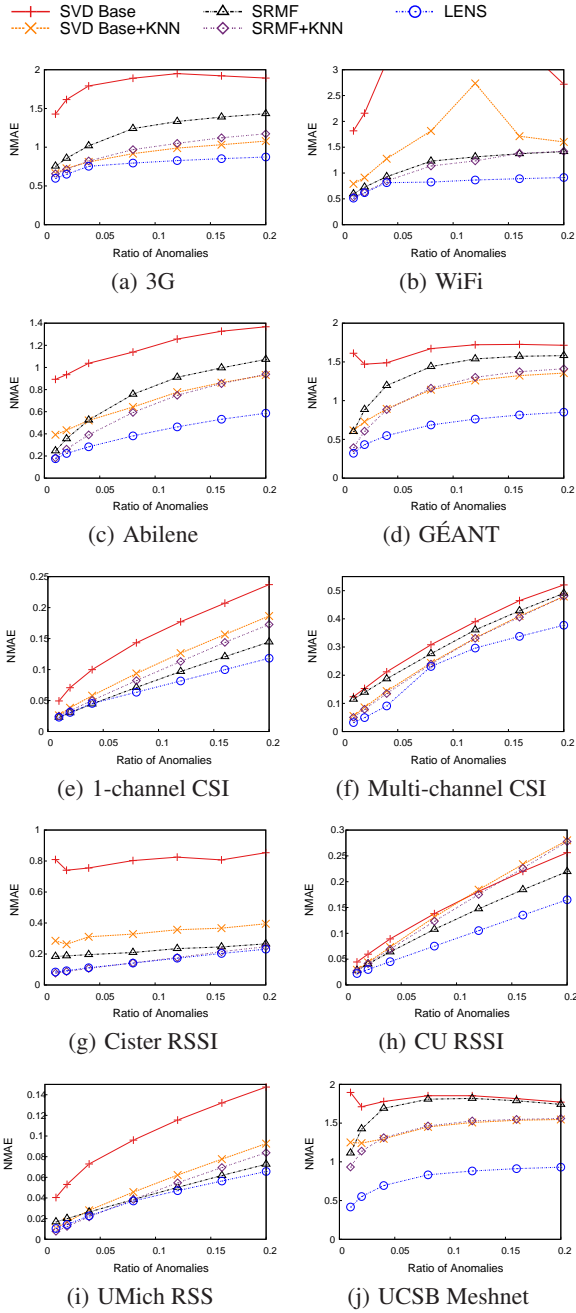 SVD Base SRMF LENS
SVD Base+KNN SRMF+KNN
2
1.5
1
0.5
0
NMAE
0.05 0.1 0.15 0.2
Ratio of Anomalies
(a) 3G
3
2.5
2
1.5
1
0.5
0
NMAE
0.05 0.1 0.15 0.2
Ratio of Anomalies
(b) WiFi
1.4
1.2
1
0.8
0.6
0.4
0.2
0
NMAE
0.05 0.1 0.15 0.2
Ratio of Anomalies
(c) Abilene
2
1.5
1
0.5
0
NMAE
0.05 0.1 0.15 0.2
Ratio of Anomalies
(d) GÉANT
0.25
0.2
0.15
0.1
0.05
0
NMAE
0.05 0.1 0.15 0.2
Ratio of Anomalies
(e) 1-channel CSI
0.5
0.4
0.3
0.2
0.1
0
NMAE
0.05 0.1 0.15 0.2
Ratio of Anomalies
(f) Multi-channel CSI
1
0.8
0.6
0.4
0.2
0
NMAE
0.05 0.1 0.15 0.2
Ratio of Anomalies
(g) Cister RSSI
0.3
0.25
0.2
0.15
0.1
0.05
0
NMAE
0.05 0.1 0.15 0.2
Ratio of Anomalies
(h) CU RSSI
0.14
0.12
0.1
0.08
0.06
0.04
0.02
0
NMAE
0.05 0.1 0.15 0.2
Ratio of Anomalies
(i) UMich RSS
2
1.5
1
0.5
0
NMAE
0.05 0.1 0.15 0.2
Ratio of Anomalies
(j) UCSB Meshnet